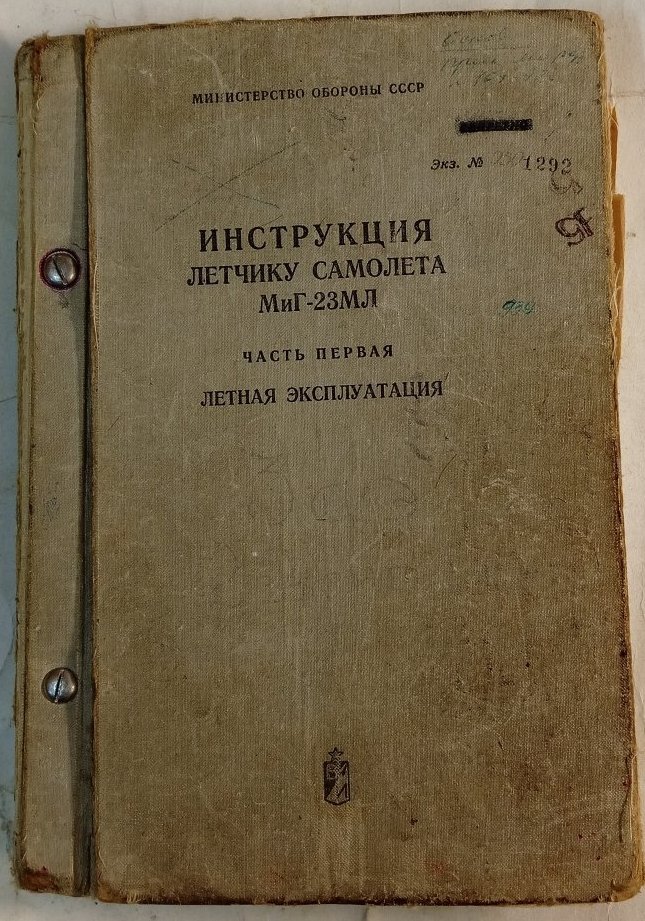 МИНИСТЕРСТВО ОБОРОНЫ СССР
Экз. № 1292
ИНСТРУКЦИЯ
ЛЕТЧИКУ САМОЛЕТА
МиГ-23МЛ
ЧАСТЬ ПЕРВАЯ
ЛЕТНАЯ ЭКСПЛУАТАЦИЯ